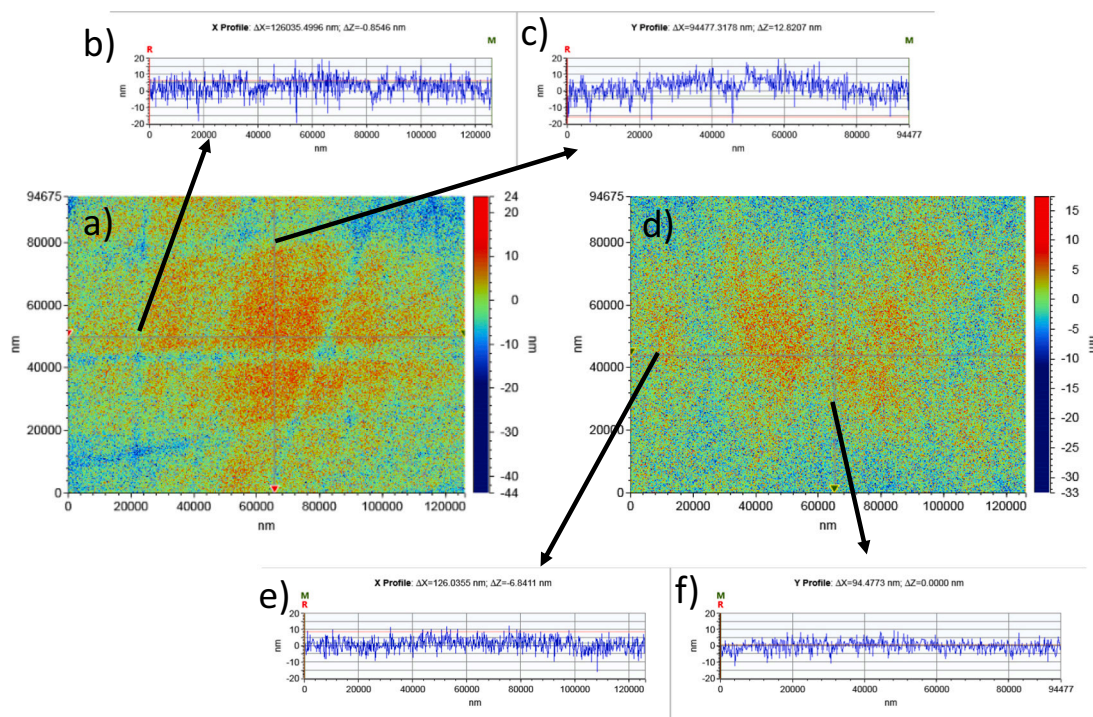 b)
X Profile: ΔX=126035.4996 nm; ΔZ=-0.8546 nm
R
M
20
10
0
-10
-20
nm
0 20000 40000 60000 80000 100000 120000
nm
c)
Y Profile: ΔX=94477.3178 nm; ΔZ=12.8207 nm
R
M
20
10
0
-10
-20
nm
0 20000 40000 60000 80000 94477
nm
a)
94675
80000
60000
40000
20000
0
nm
0 20000 40000 60000 80000 100000
nm
24
20
10
0
-10
-20
-30
-40
-44
nm
d)
94675
80000
60000
40000
20000
0
nm
0 20000 40000 60000 80000 100000
nm
15
10
5
0
-5
-10
-15
-20
-25
-30
-33
nm
e)
X Profile: ΔX=126.0355 nm; ΔZ=-6.8411 nm
M
R
20
10
0
-10
-20
nm
0 20000 40000 60000 80000 100000 120000
nm
f)
Y Profile: ΔX=94.4773 nm; ΔZ=0.0000 nm
M
R
20
10
0
-10
-20
nm
0 20000 40000 60000 80000 94477
nm